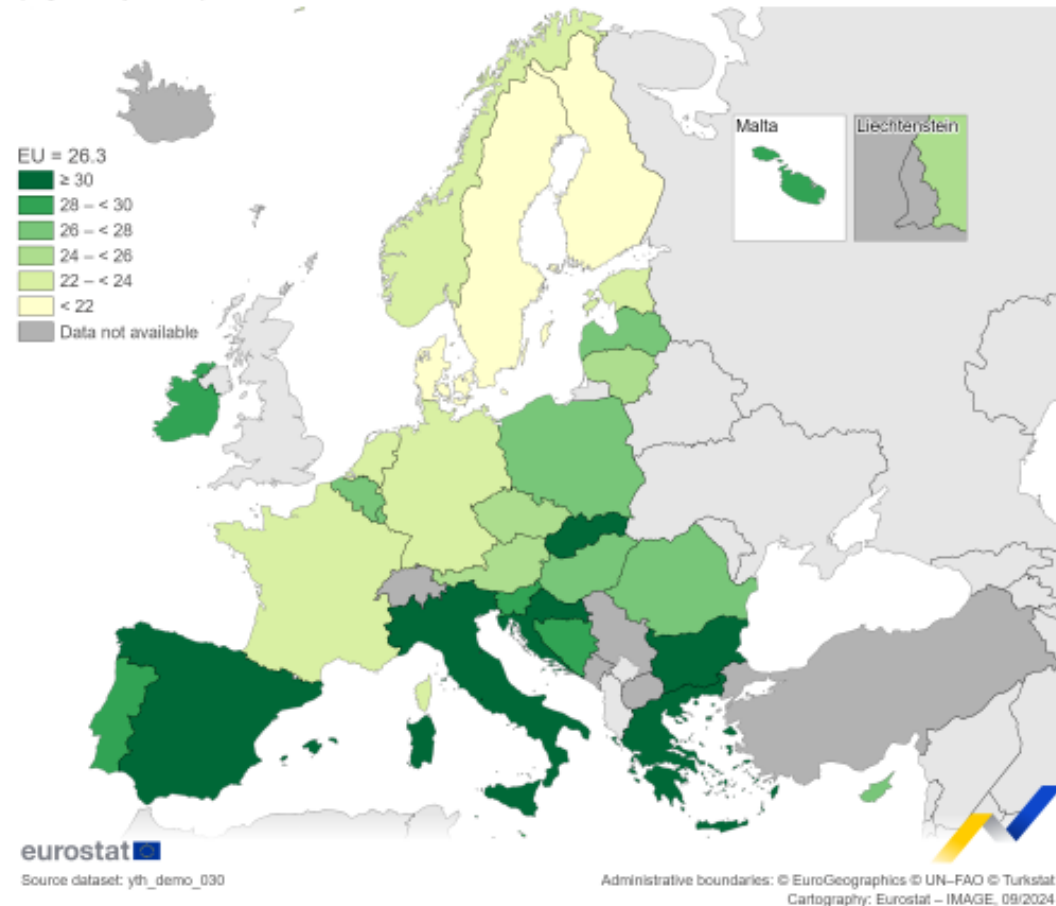 Malta
Liechtenstein
EU = 26.3
≥ 30
28 – < 30
26 – < 28
24 – < 26
22 – < 24
< 22
Data not available
eurostat
Source dataset: yth_demo_030
Administrative boundaries: © EuroGeographics © UN–FAO © Turkstat
Cartography: Eurostat – IMAGE, 09/2024